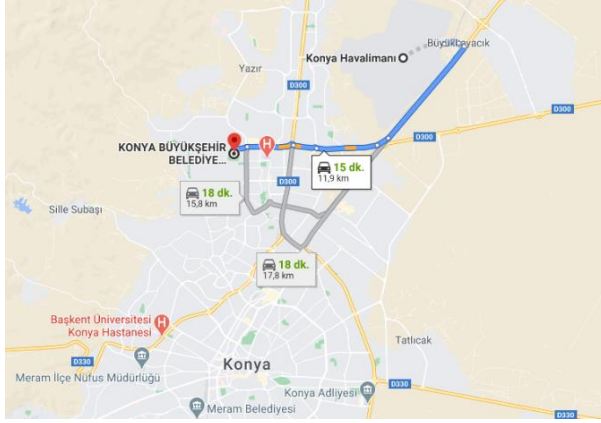 Konya Havalimanı
Büyükkayacık
Yazır
D300
D300
KONYA BÜYÜKŞEHİR
BELEDİYE...
H
15 dk.
11,9 km
18 dk.
15,8 km
D300
Sille Subaşı
18 dk.
17,8 km
Başkent Üniversitesi
Konya Hastanesi
H
Tatlıcak
D330
Konya
Meram İlçe Nüfus Müdürlüğü
Konya Adliyesi
D330
Meram Belediyesi
D330